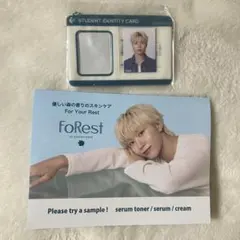 STUDENT IDENTITY CARD
優しい森の香りのスキンケア
For Your Rest
FoRest
Please try a sample！ serum toner / serum / cream